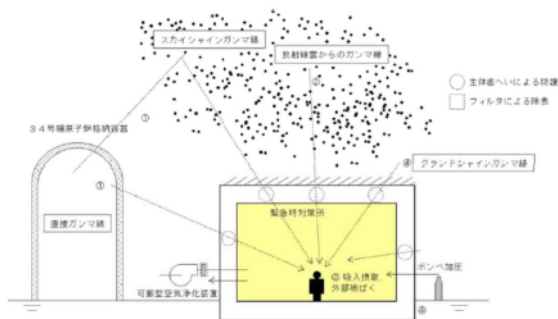 スカイシャインガンマ線
放射線雲からのガンマ線
②
生体遮へいによる防護
フィルタによる除去
①
３４号機原子炉格納容器
④
グランドシャインガンマ線
①
緊急時対策所
直接ガンマ線
③吸入摂取、
外部被ばく
ボンベ加圧
可搬型空気浄化装置